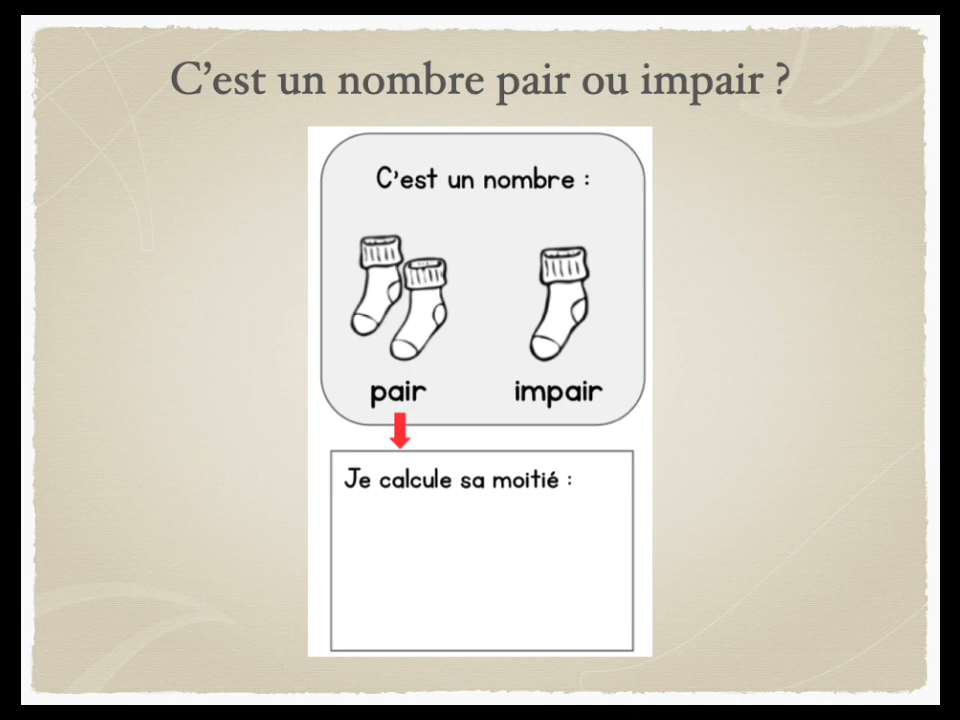 C’est un nombre pair ou impair ?
C’est un nombre :
pair impair
Je calcule sa moitié :